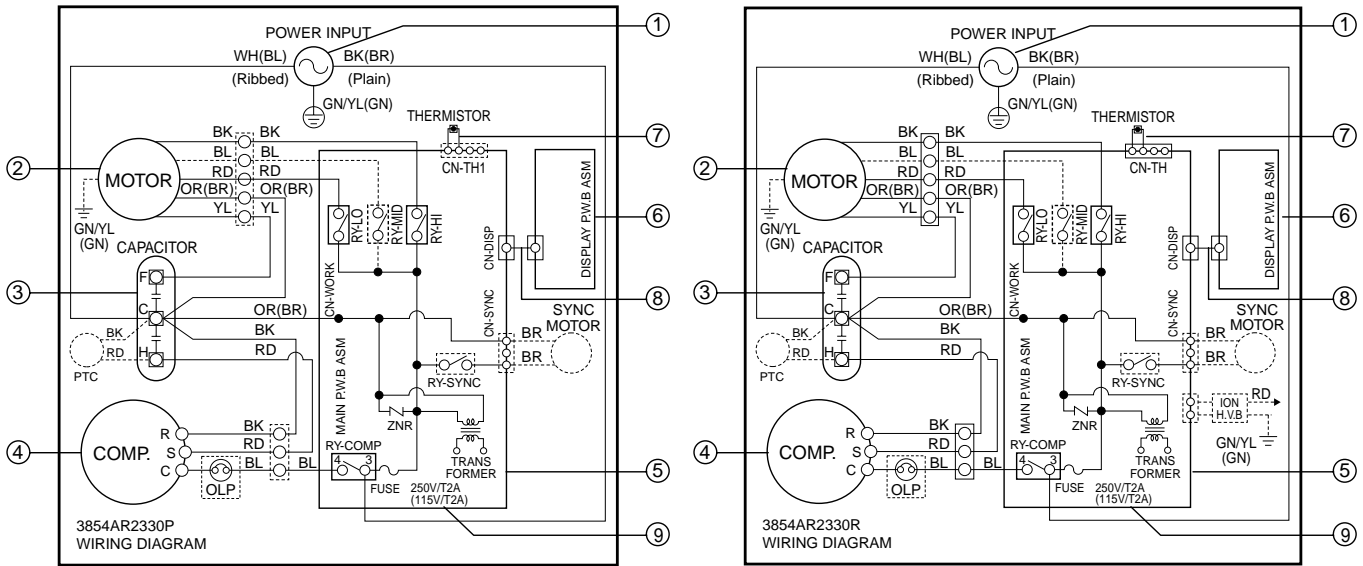 POWER INPUT
WH(BL) BK(BR)
(Ribbed) (Plain)
GN/YL(GN)
THERMISTOR
CN-TH1
BK BK
BL BL
RD RD
OR(BR) OR(BR)
YL YL
MOTOR
GN/YL
(GN)
CAPACITOR
F
C
H
BK
RD
PTC
OR(BR)
BK
RD
RY-LO
RY-MID
RY-HI
CN-WORK
MAIN P.W.B ASM
CN-DISP
DISPLAY P.W.B ASM
CN-SYNC
SYNC
MOTOR
BR
BR
RY-SYNC
ZNR
TRANS
FORMER
RY-COMP
4 3
FUSE
250V/T2A
(115V/T2A)
COMP.
R
S
C
BK
RD
BL BL
OLP
3854AR2330P
WIRING DIAGRAM
1
2
3
4
5
6
7
8
9
POWER INPUT
WH(BL) BK(BR)
(Ribbed) (Plain)
GN/YL(GN)
THERMISTOR
CN-TH
BK BK
BL BL
RD RD
OR(BR) OR(BR)
YL YL
MOTOR
GN/YL
(GN)
CAPACITOR
F
C
H
BK
RD
PTC
OR(BR)
BK
RD
RY-LO
RY-MID
RY-HI
CN-WORK
MAIN P.W.B ASM
CN-DISP
DISPLAY P.W.B ASM
CN-SYNC
SYNC
MOTOR
BR
BR
RY-SYNC
ION
H.V.B
RD
GN/YL
(GN)
ZNR
TRANS
FORMER
RY-COMP
4 3
FUSE
250V/T2A
(115V/T2A)
COMP.
R
S
C
BK
RD
BL BL
OLP
3854AR2330R
WIRING DIAGRAM
1
2
3
4
5
6
7
8
9